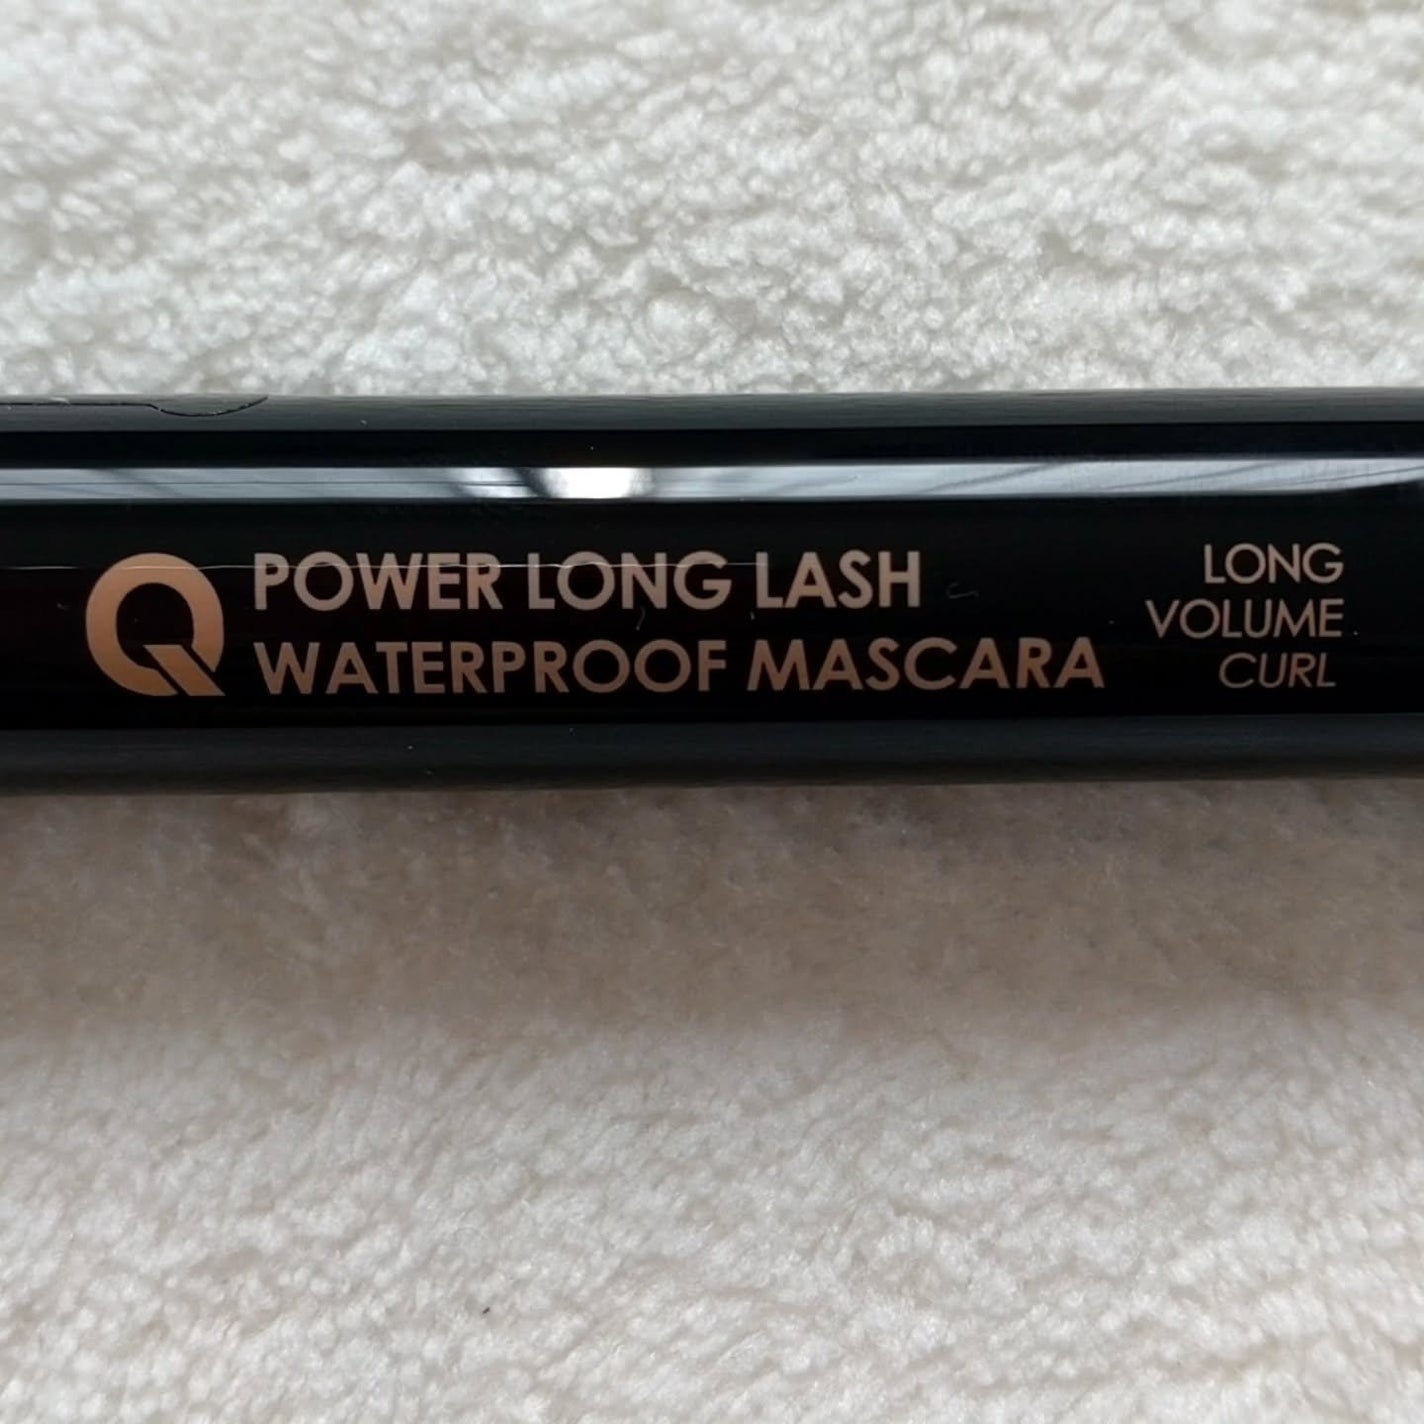 Q POWER LONG LASH
WATERPROOF MASCARA
LONG
VOLUME
CURL